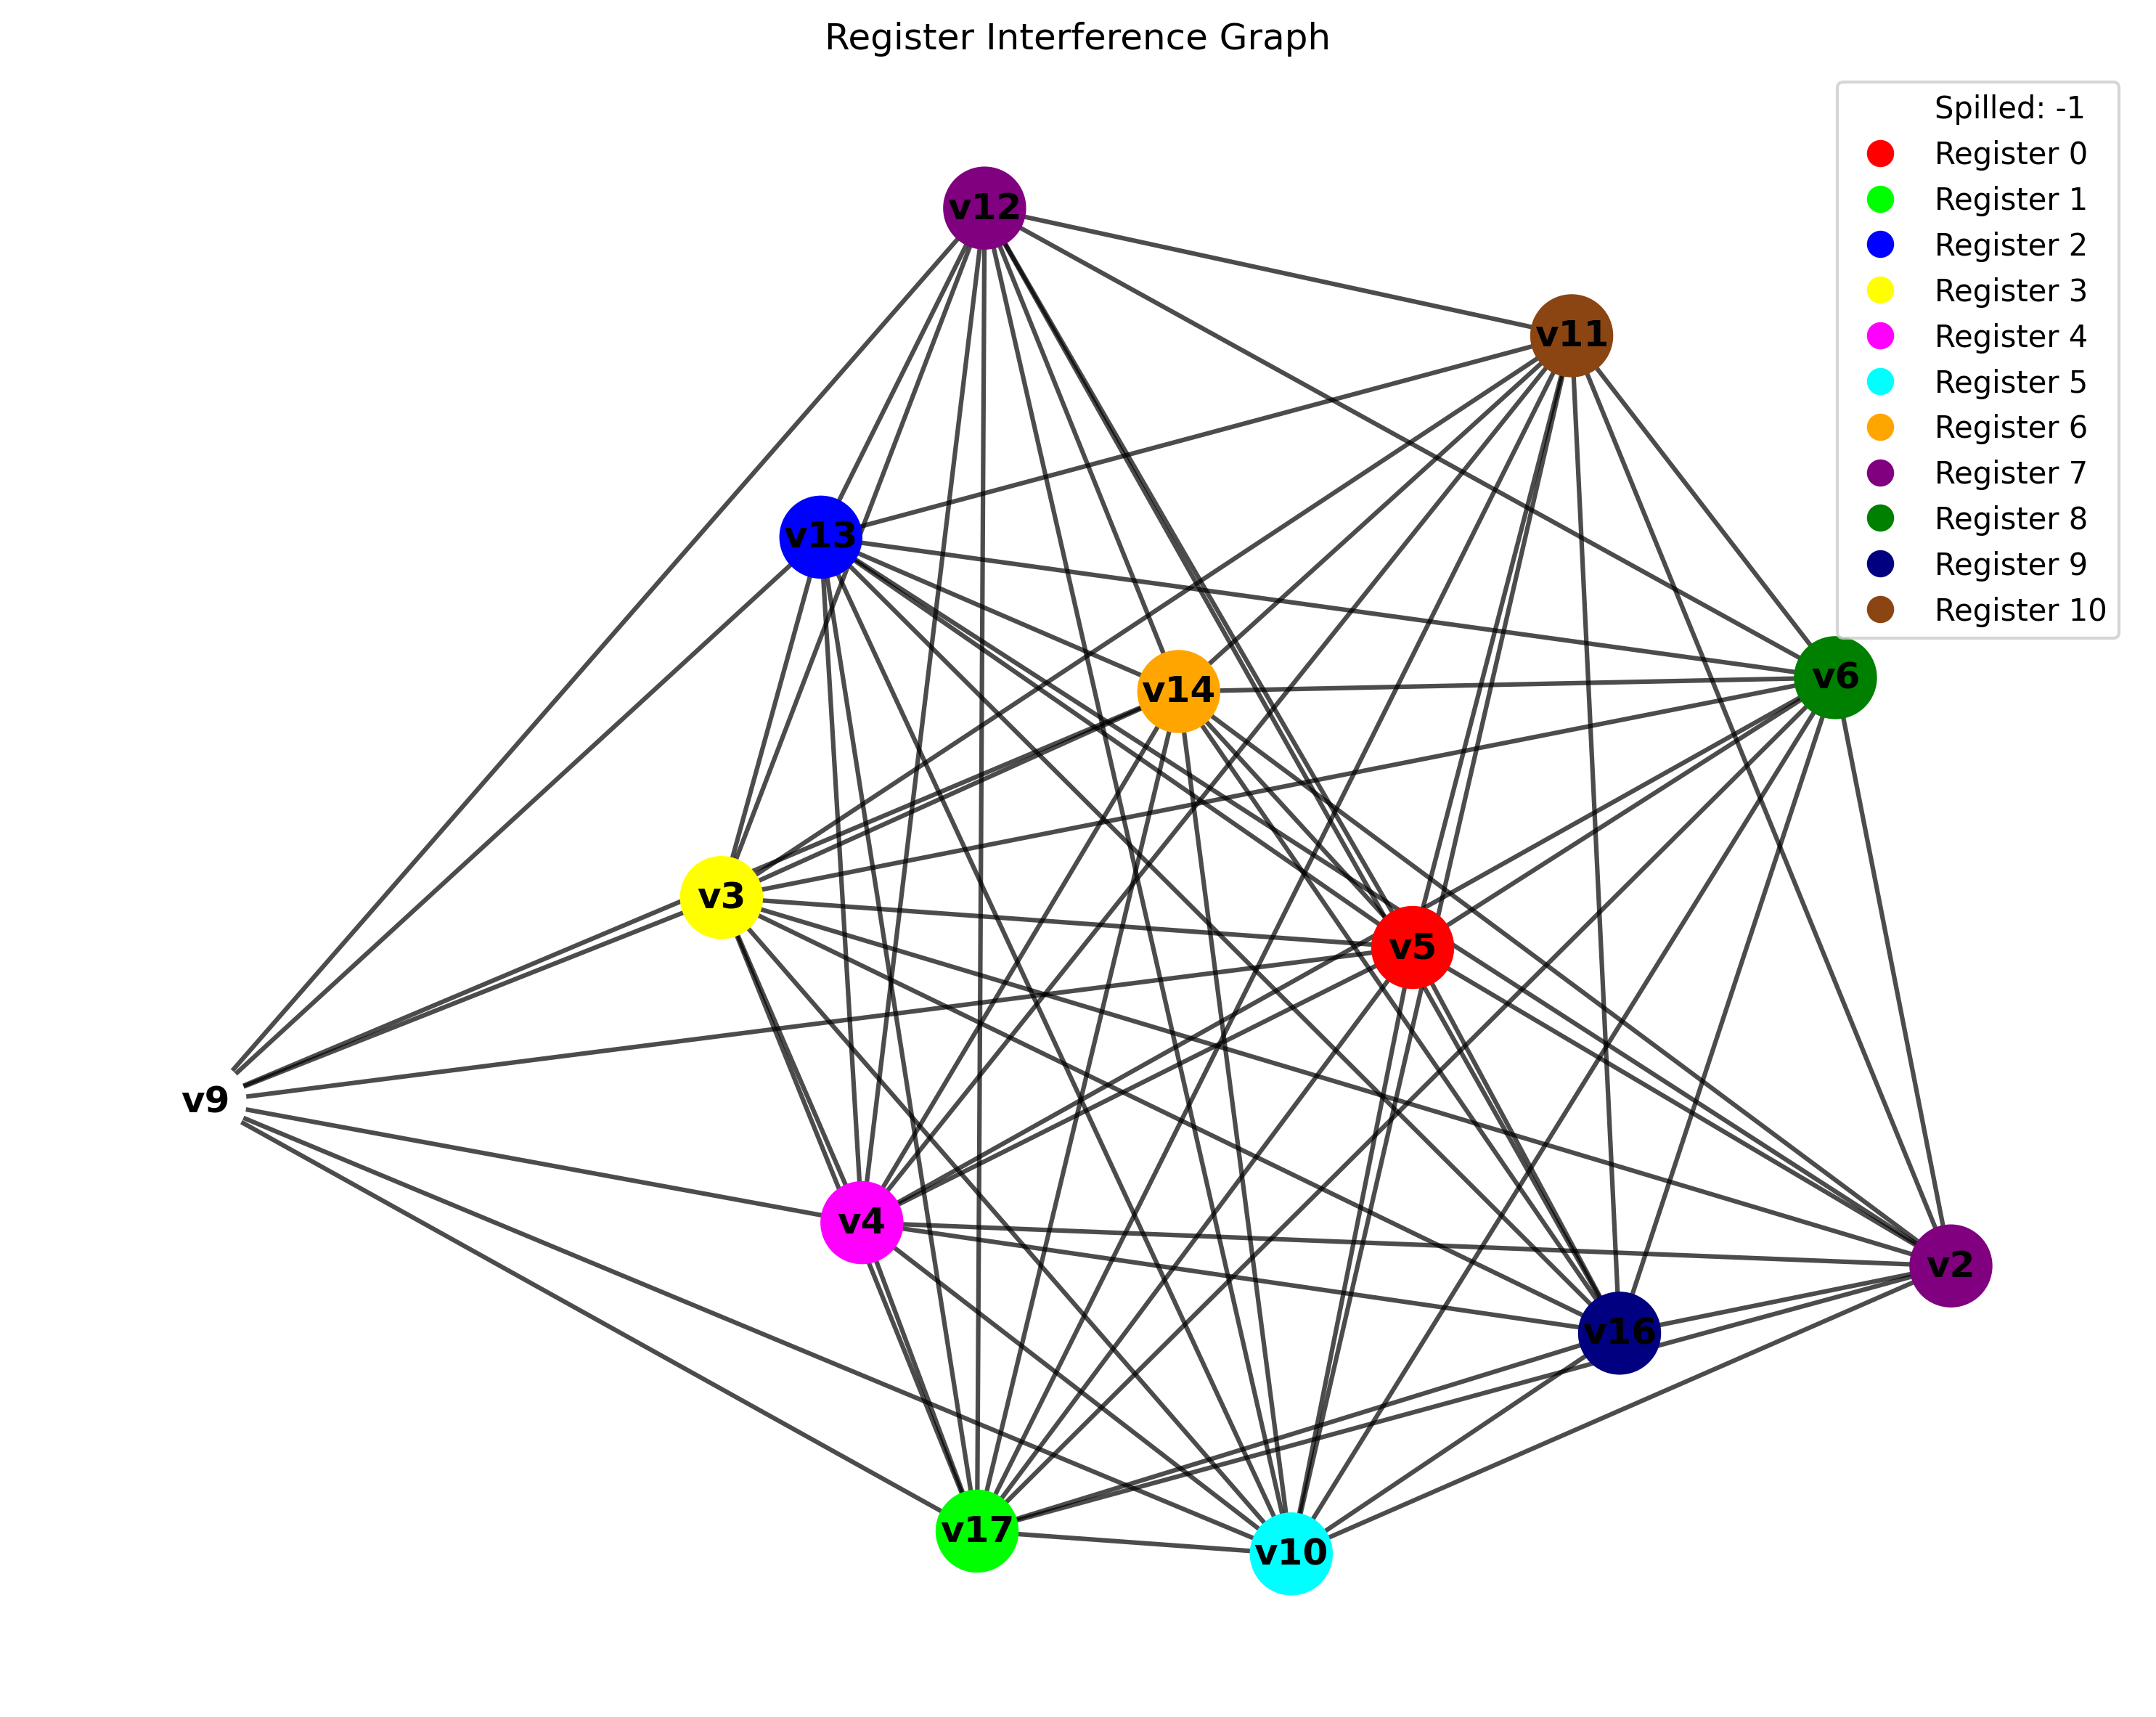 Register Interference Graph
Spilled: -1
Register 0
Register 1
Register 2
Register 3
Register 4
Register 5
Register 6
Register 7
Register 8
Register 9
Register 10
v12
v11
v13
v6
v14
v3
v5
v9
v4
v2
v16
v17
v10